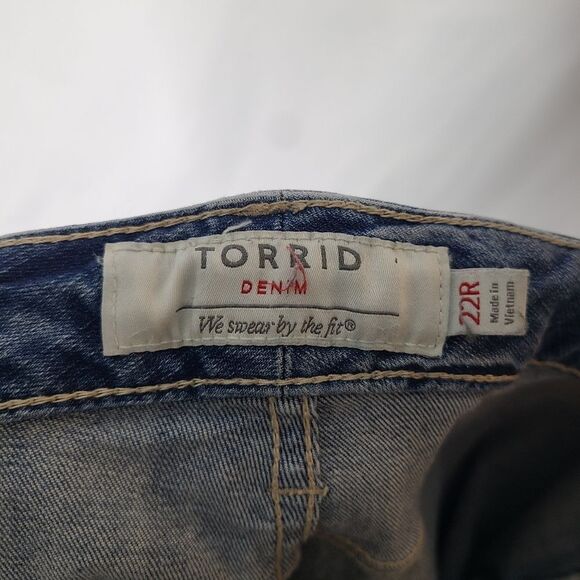 TORRID
DENIM
We swear by the fit®
22R
Made in
Vietnam